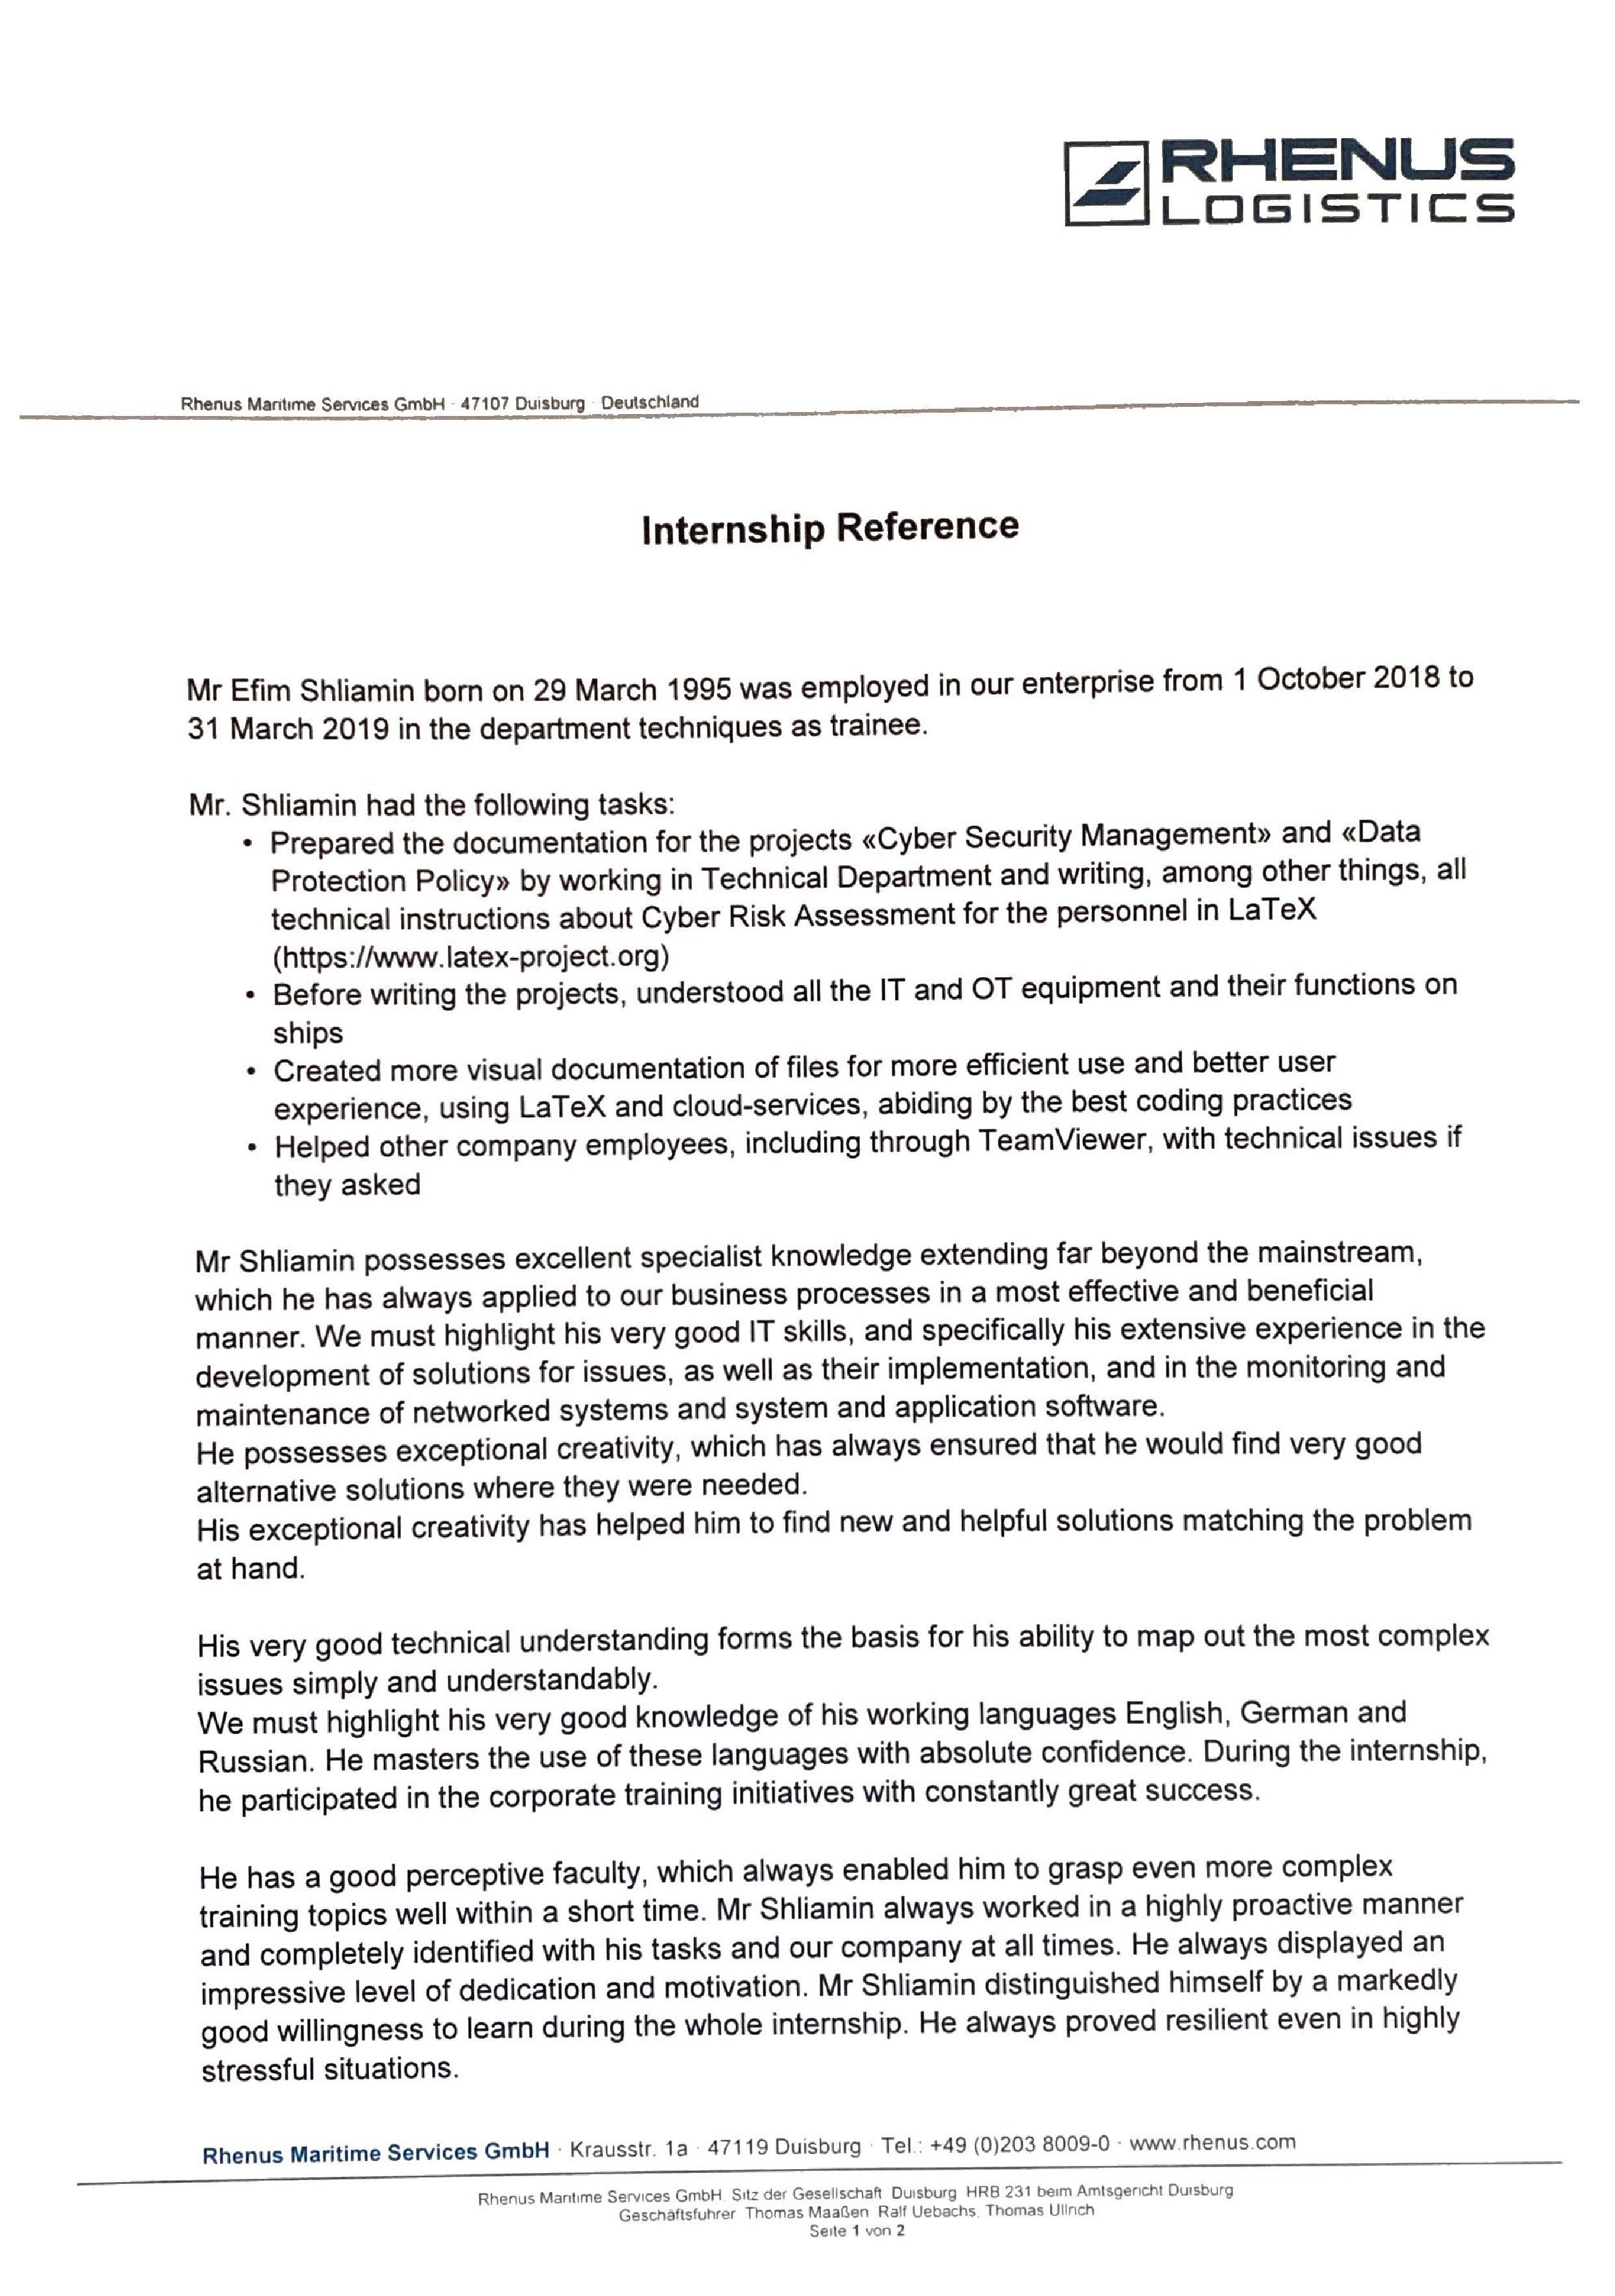 RHENUS
LOGISTICS
Rhenus Maritime Services GmbH · 47107 Duisburg · Deutschland
Internship Reference
Mr Efim Shliamin born on 29 March 1995 was employed in our enterprise from 1 October 2018 to
31 March 2019 in the department techniques as trainee.
Mr. Shliamin had the following tasks:
• Prepared the documentation for the projects «Cyber Security Management» and «Data
Protection Policy» by working in Technical Department and writing, among other things, all
technical instructions about Cyber Risk Assessment for the personnel in LaTeX
(https://www.latex-project.org)
• Before writing the projects, understood all the IT and OT equipment and their functions on
ships
• Created more visual documentation of files for more efficient use and better user
experience, using LaTeX and cloud-services, abiding by the best coding practices
• Helped other company employees, including through TeamViewer, with technical issues if
they asked
Mr Shliamin possesses excellent specialist knowledge extending far beyond the mainstream,
which he has always applied to our business processes in a most effective and beneficial
manner. We must highlight his very good IT skills, and specifically his extensive experience in the
development of solutions for issues, as well as their implementation, and in the monitoring and
maintenance of networked systems and system and application software.
He possesses exceptional creativity, which has always ensured that he would find very good
alternative solutions where they were needed.
His exceptional creativity has helped him to find new and helpful solutions matching the problem
at hand.
His very good technical understanding forms the basis for his ability to map out the most complex
issues simply and understandably.
We must highlight his very good knowledge of his working languages English, German and
Russian. He masters the use of these languages with absolute confidence. During the internship,
he participated in the corporate training initiatives with constantly great success.
He has a good perceptive faculty, which always enabled him to grasp even more complex
training topics well within a short time. Mr Shliamin always worked in a highly proactive manner
and completely identified with his tasks and our company at all times. He always displayed an
impressive level of dedication and motivation. Mr Shliamin distinguished himself by a markedly
good willingness to learn during the whole internship. He always proved resilient even in highly
stressful situations.
Rhenus Maritime Services GmbH · Krausstr. 1a · 47119 Duisburg · Tel.: +49 (0)203 8009-0 · www.rhenus.com
Rhenus Maritime Services GmbH, Sitz der Gesellschaft Duisburg HRB 231 beim Amtsgericht Duisburg
Geschäftsführer Thomas Maaßen Ralf Uebachs, Thomas Ullrich
Seite 1 von 2